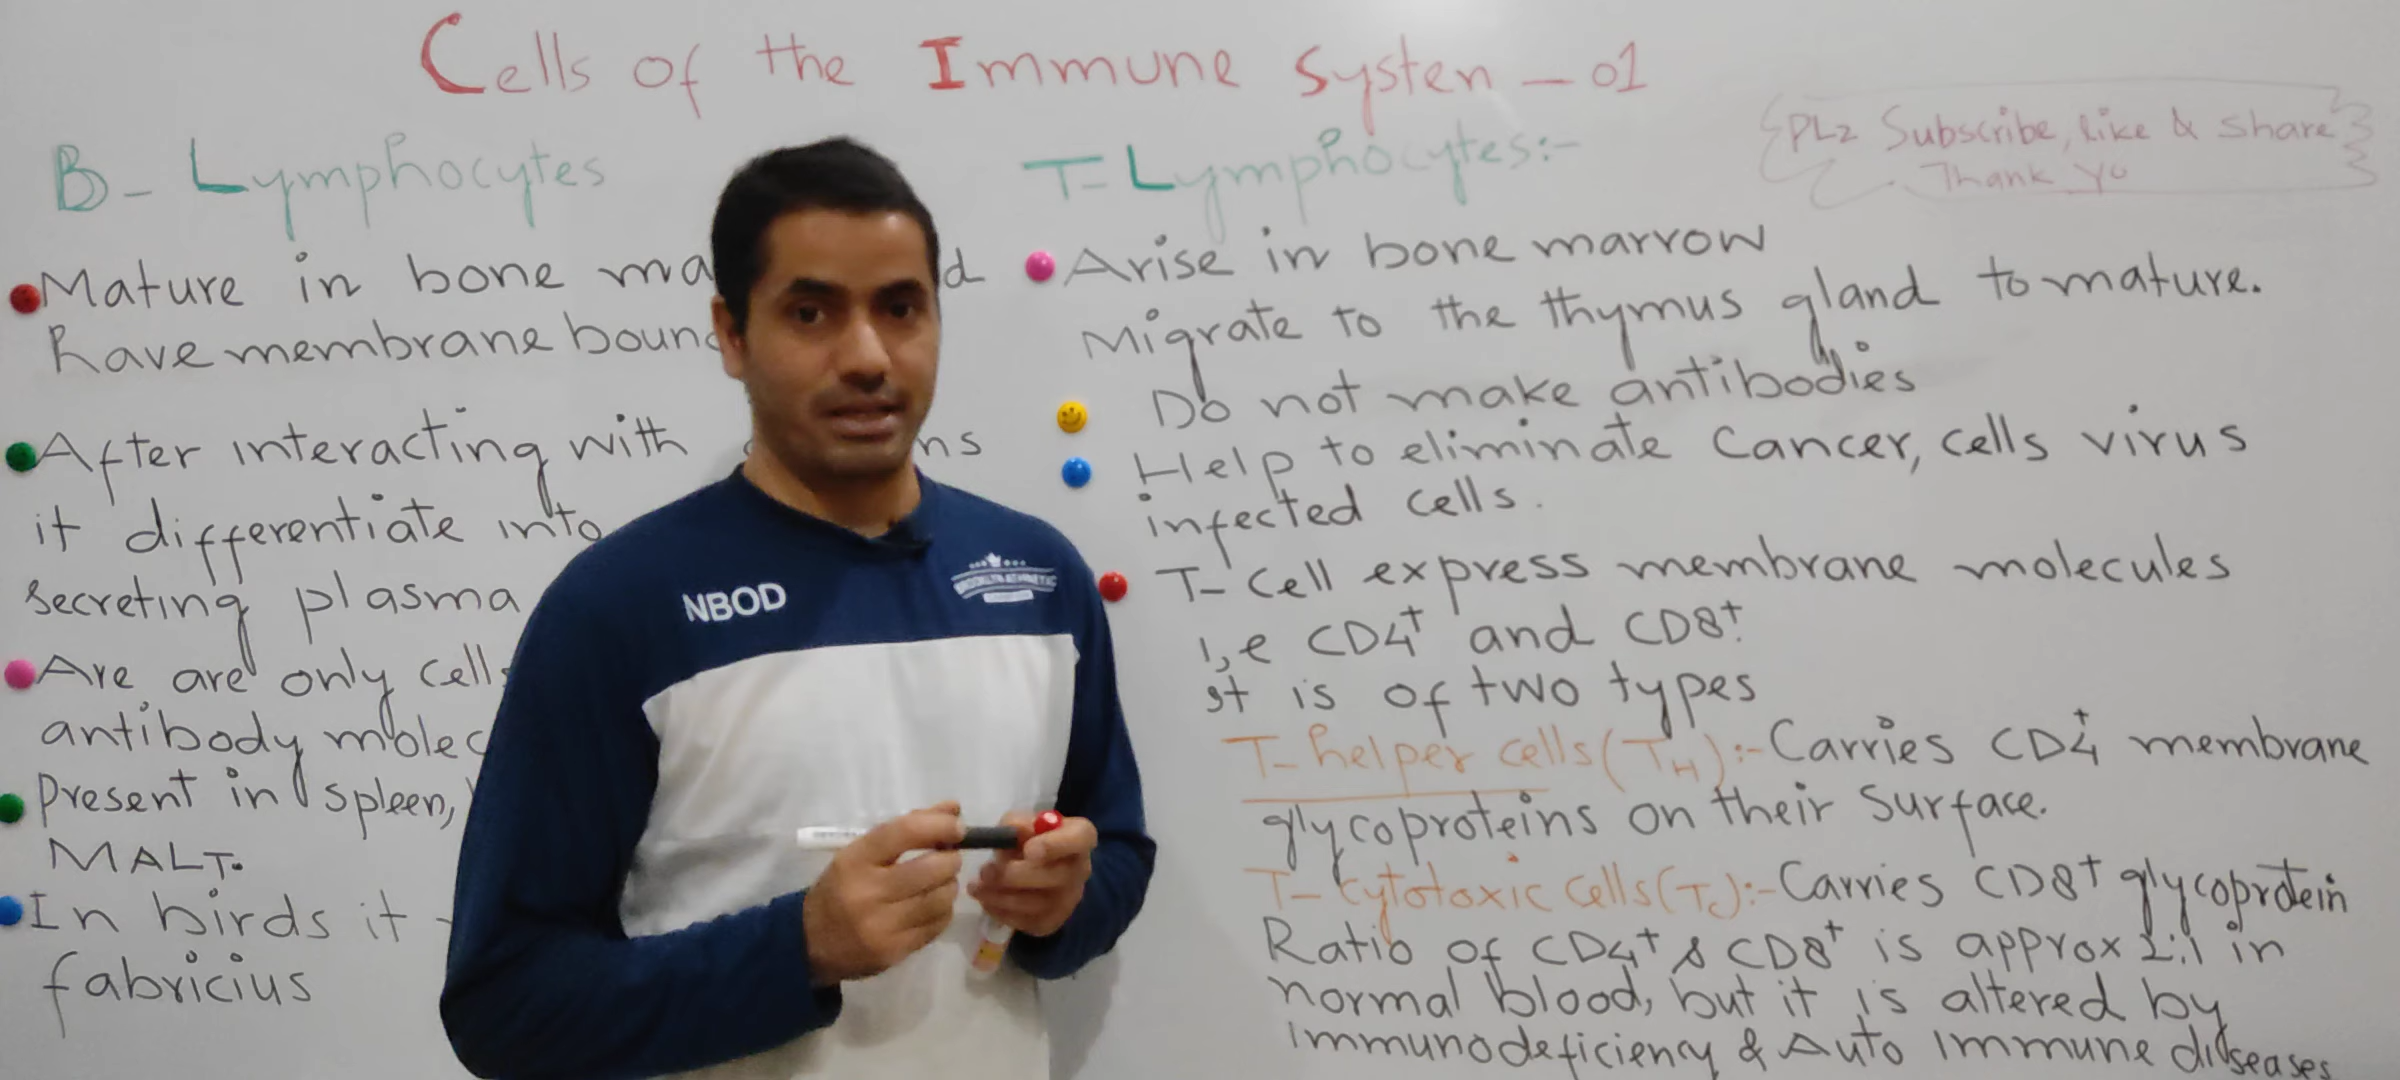 Cells of the Immune Systen - 01
PLz Subscribe, like & Share
Thank Yu
B- Lymphocytes
Mature in bone ma d
have membrane bound
After interacting with ns
it differentiate into
secreting plasma
Are are only cells
antibody molec
Present in spleen,
MALT.
In birds it
fabricius
T- Lymphocytes:-
Arise in bone marrow
Migrate to the thymus gland to mature.
Do not make antibodies
Help to eliminate Cancer, cells virus
infected cells.
T- Cell express membrane molecules
i,e CD4+ and CD8+.
It is of two types
T- helper cells (TH):- Carries CD4+ membrane
glycoproteins on their Surface.
T- Cytotoxic Cells (Tc):- Carries CD8+ glycoprotein
Ratio of CD4+ & CD8+ is approx 2:1 in
normal blood, but it is altered by
immunodeficiency & Auto immune diseases
NBOD